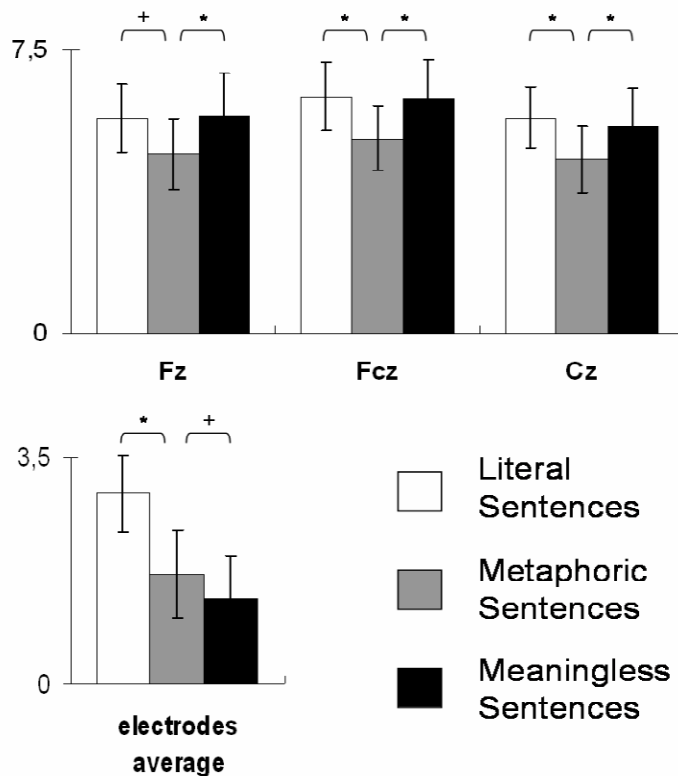 + * * * * *
7,5
0
Fz Fcz Cz
* +
3,5
0
electrodes
average
Literal
Sentences
Metaphoric
Sentences
Meaningless
Sentences